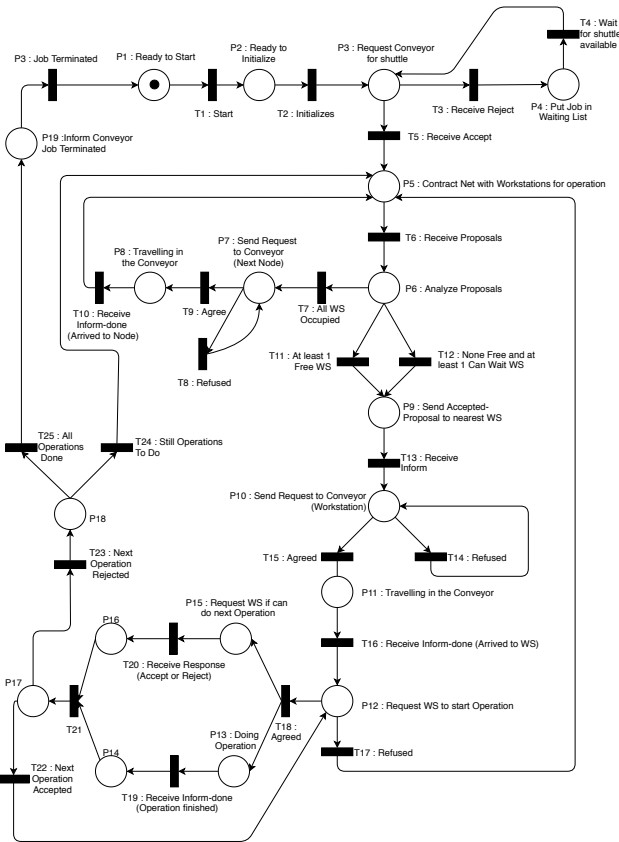 T4 : Wait
for shuttle
available
P3 : Job Terminated
P1 : Ready to Start
P2 : Ready to
Initialize
P3 : Request Conveyor
for shuttle
T1 : Start
T2 : Initializes
T3 : Receive Reject
P4 : Put Job in
Waiting List
P19 : Inform Conveyor
Job Terminated
T5 : Receive Accept
P5 : Contract Net with Workstations for operation
T6 : Receive Proposals
P8 : Travelling in
the Conveyor
P7 : Send Request
to Conveyor
(Next Node)
P6 : Analyze Proposals
T10 : Receive
Inform-done
(Arrived to Node)
T9 : Agree
T7 : All WS
Occupied
T8 : Refused
T11 : At least 1
Free WS
T12 : None Free and at
least 1 Can Wait WS
P9 : Send Accepted-
Proposal to nearest WS
T25 : All
Operations
Done
T24 : Still Operations
To Do
T13 : Receive
Inform
P10 : Send Request to Conveyor
(Workstation)
P18
T23 : Next
Operation
Rejected
T15 : Agreed
T14 : Refused
P11 : Travelling in the Conveyor
P15 : Request WS if can
do next Operation
P16
T16 : Receive Inform-done (Arrived to WS)
T20 : Receive Response
(Accept or Reject)
P17
P12 : Request WS to start Operation
T21
T18 :
Agreed
P13 : Doing
Operation
P14
T17 : Refused
T22 : Next
Operation
Accepted
T19 : Receive Inform-done
(Operation finished)